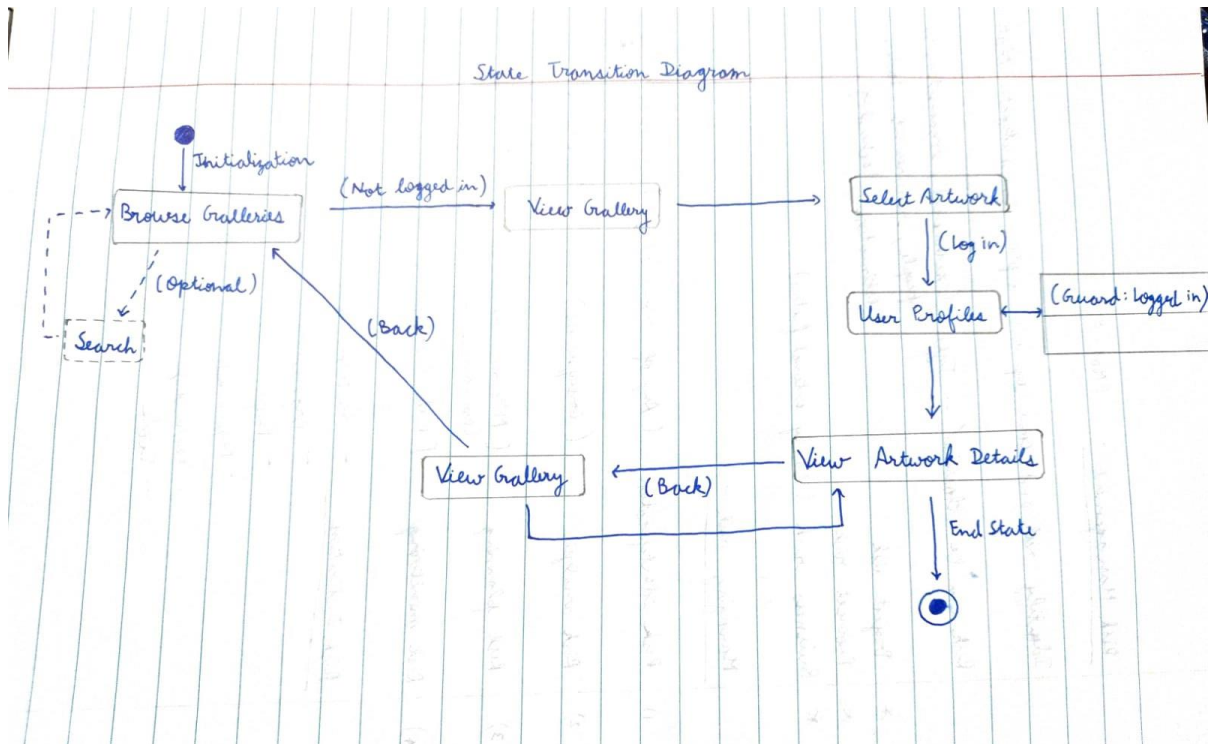 State Transition Diagram
Initialization
Browse Galleries
(Not logged in)
View Gallery
Select Artwork
(Optional)
(Log in)
Search
(Back)
User Profiles
(Guard: Logged in)
View Gallery
(Back)
View Artwork Details
End State